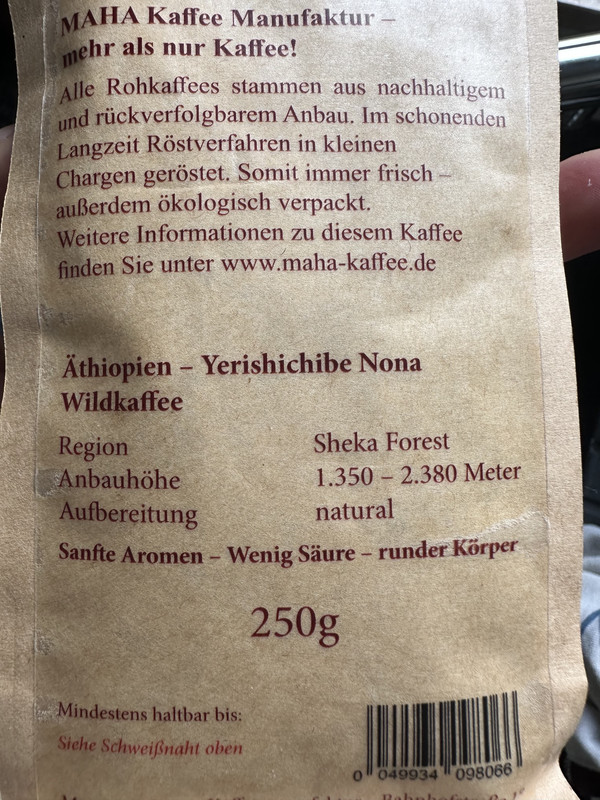 MAHA Kaffee Manufaktur –
mehr als nur Kaffee!
Alle Rohkaffees stammen aus nachhaltigem
und rückverfolgbarem Anbau. Im schonenden
Langzeit Röstverfahren in kleinen
Chargen geröstet. Somit immer frisch –
außerdem ökologisch verpackt.
Weitere Informationen zu diesem Kaffee
finden Sie unter www.maha-kaffee.de
Äthiopien – Yerishichibe Nona
Wildkaffee
Region Sheka Forest
Anbauhöhe 1.350 – 2.380 Meter
Aufbereitung natural
Sanfte Aromen – Wenig Säure – runder Körper
250g
Mindestens haltbar bis:
Siehe Schweißnaht oben
0 049934 098066